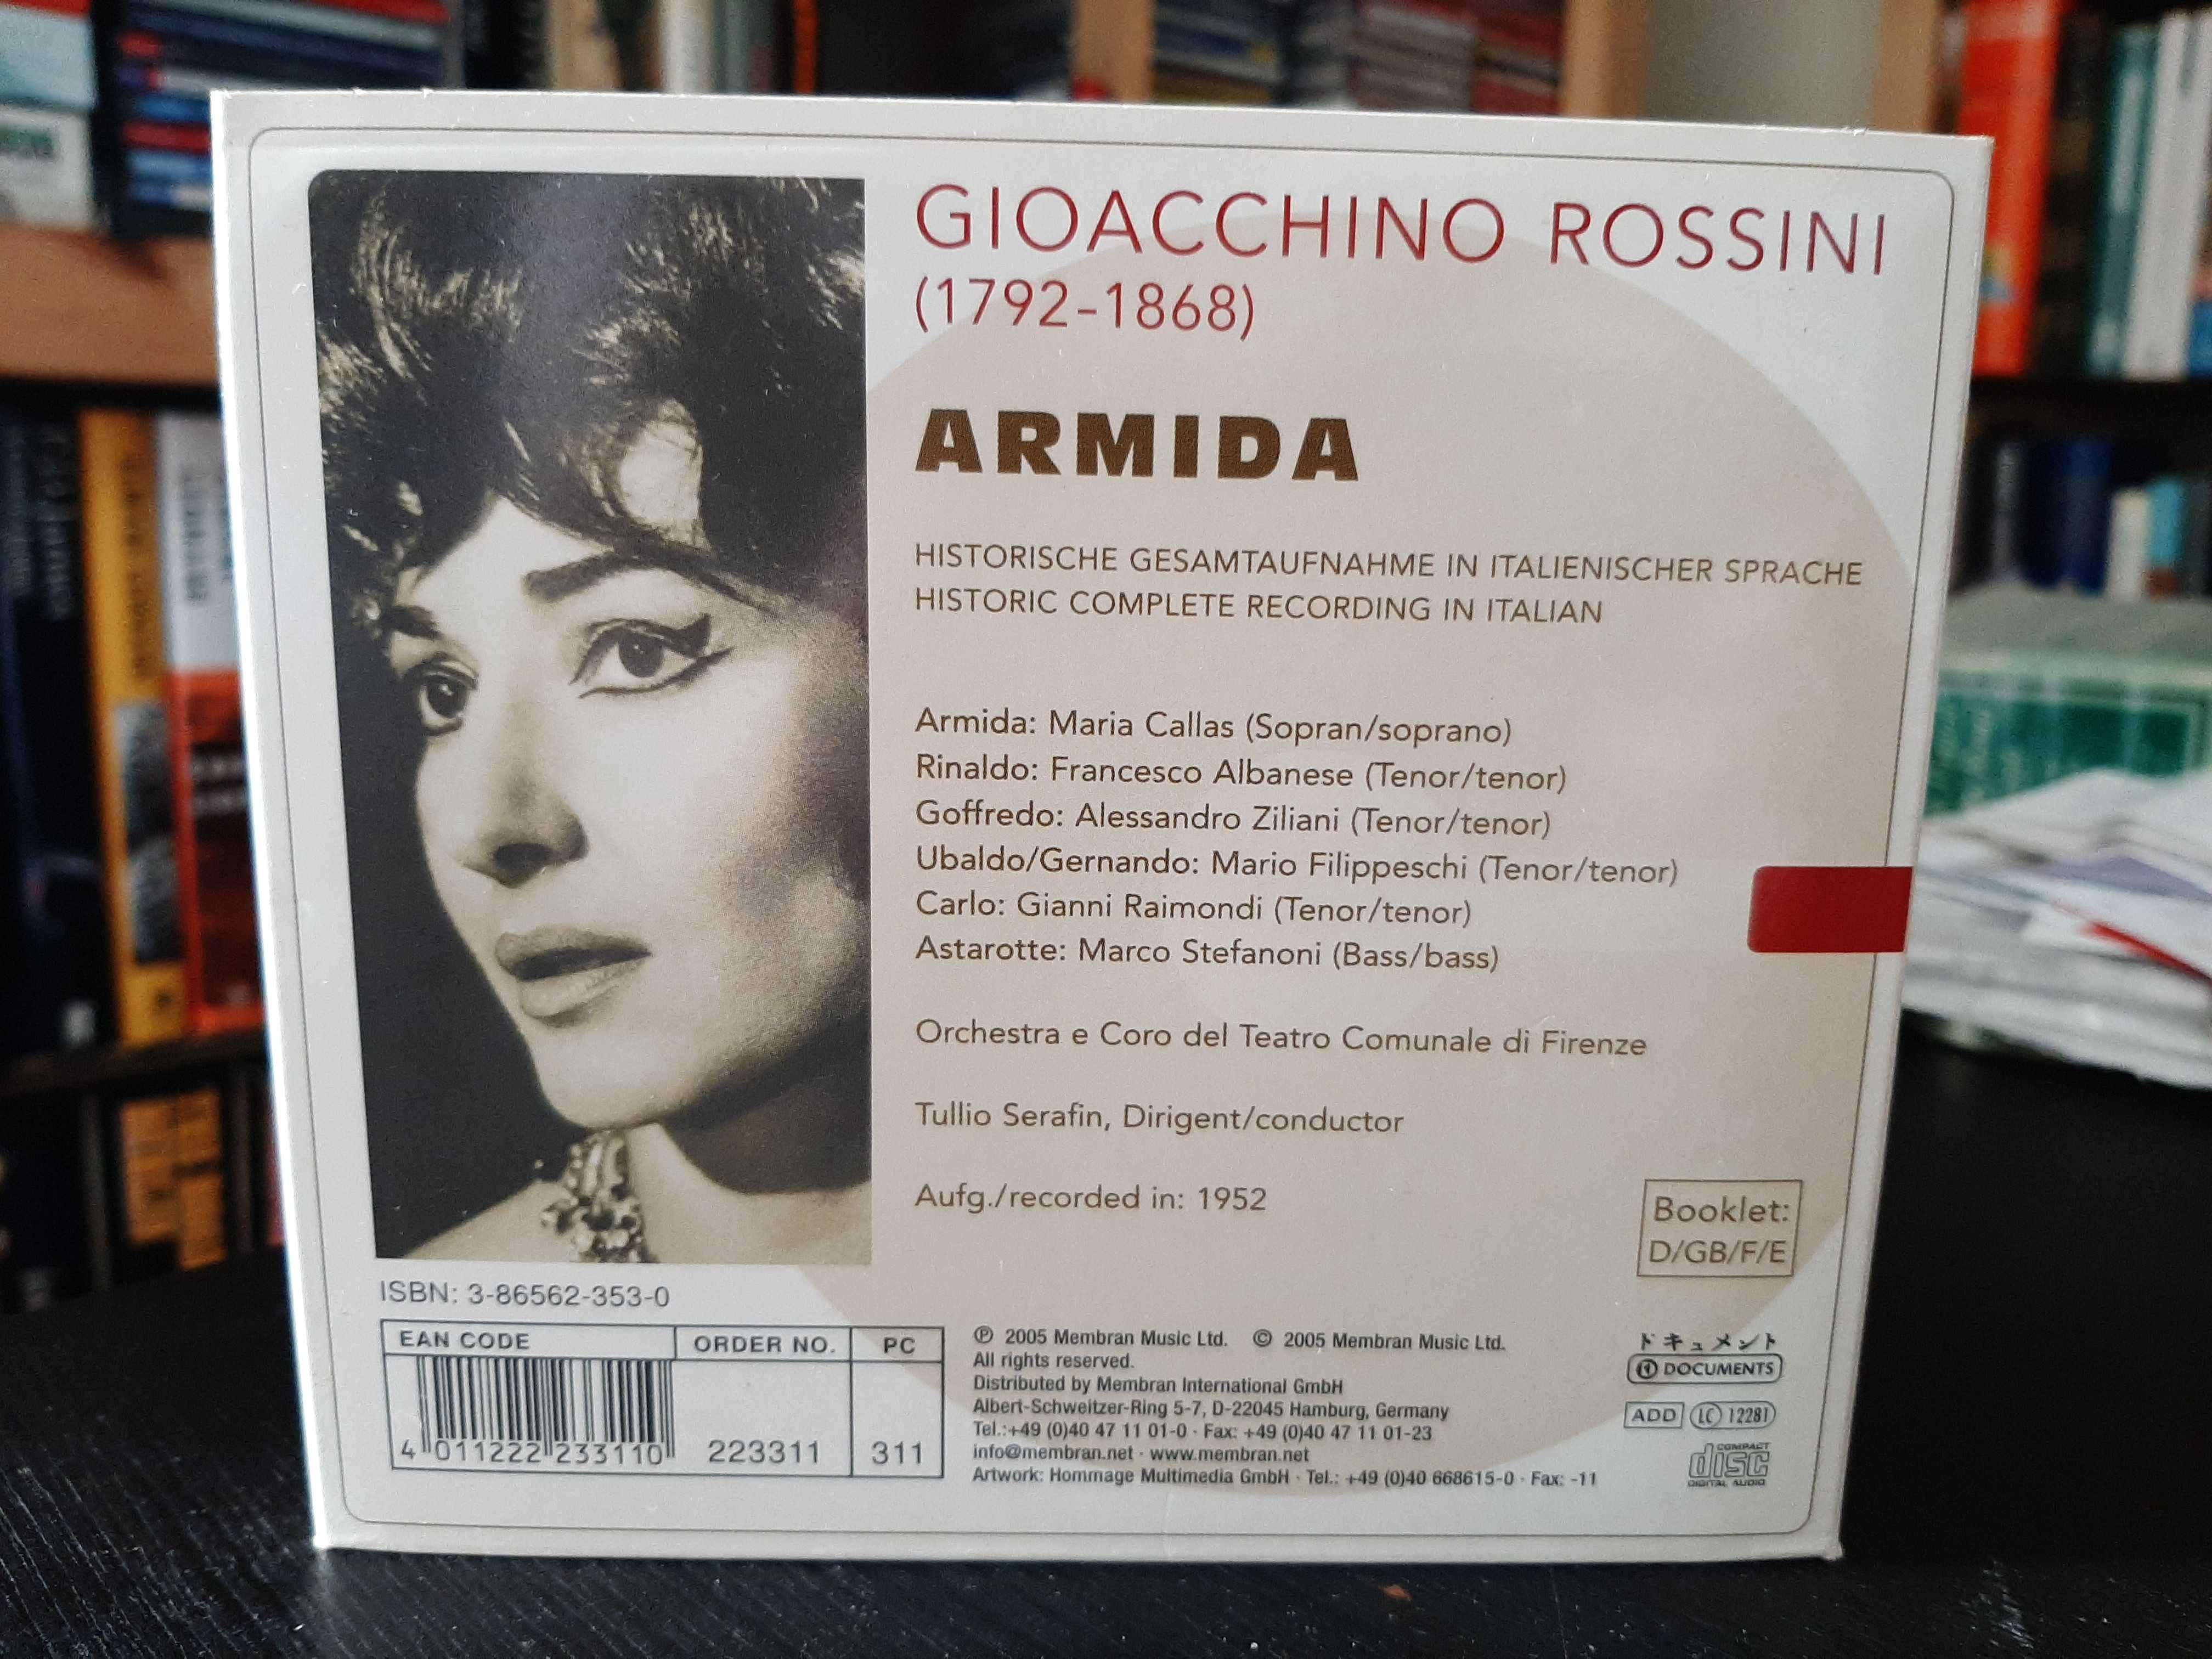 GIOACCHINO ROSSINI
(1792-1868)
ARMIDA
HISTORISCHE GESAMTAUFNAHME IN ITALIENISCHER SPRACHE
HISTORIC COMPLETE RECORDING IN ITALIAN
Armida: Maria Callas (Sopran/soprano)
Rinaldo: Francesco Albanese (Tenor/tenor)
Goffredo: Alessandro Ziliani (Tenor/tenor)
Ubaldo/Gernando: Mario Filippeschi (Tenor/tenor)
Carlo: Gianni Raimondi (Tenor/tenor)
Astarotte: Marco Stefanoni (Bass/bass)
Orchestra e Coro del Teatro Comunale di Firenze
Tullio Serafin, Dirigent/conductor
Aufg./recorded in: 1952
Booklet:
D/GB/F/E
ISBN: 3-86562-353-0
EAN CODE
ORDER NO.
PC
4 011222 233110
223311
311
℗ 2005 Membran Music Ltd. © 2005 Membran Music Ltd.
All rights reserved.
Distributed by Membran International GmbH
Albert-Schweitzer-Ring 5-7, D-22045 Hamburg, Germany
Tel.:+49 (0)40 47 11 01-0 · Fax: +49 (0)40 47 11 01-23
info@membran.net · www.membran.net
Artwork: Hommage Multimedia GmbH · Tel.: +49 (0)40 668615-0 · Fax: -11
ドキュメント
DOCUMENTS
ADD LC 12281
COMPACT
disc
DIGITAL AUDIO